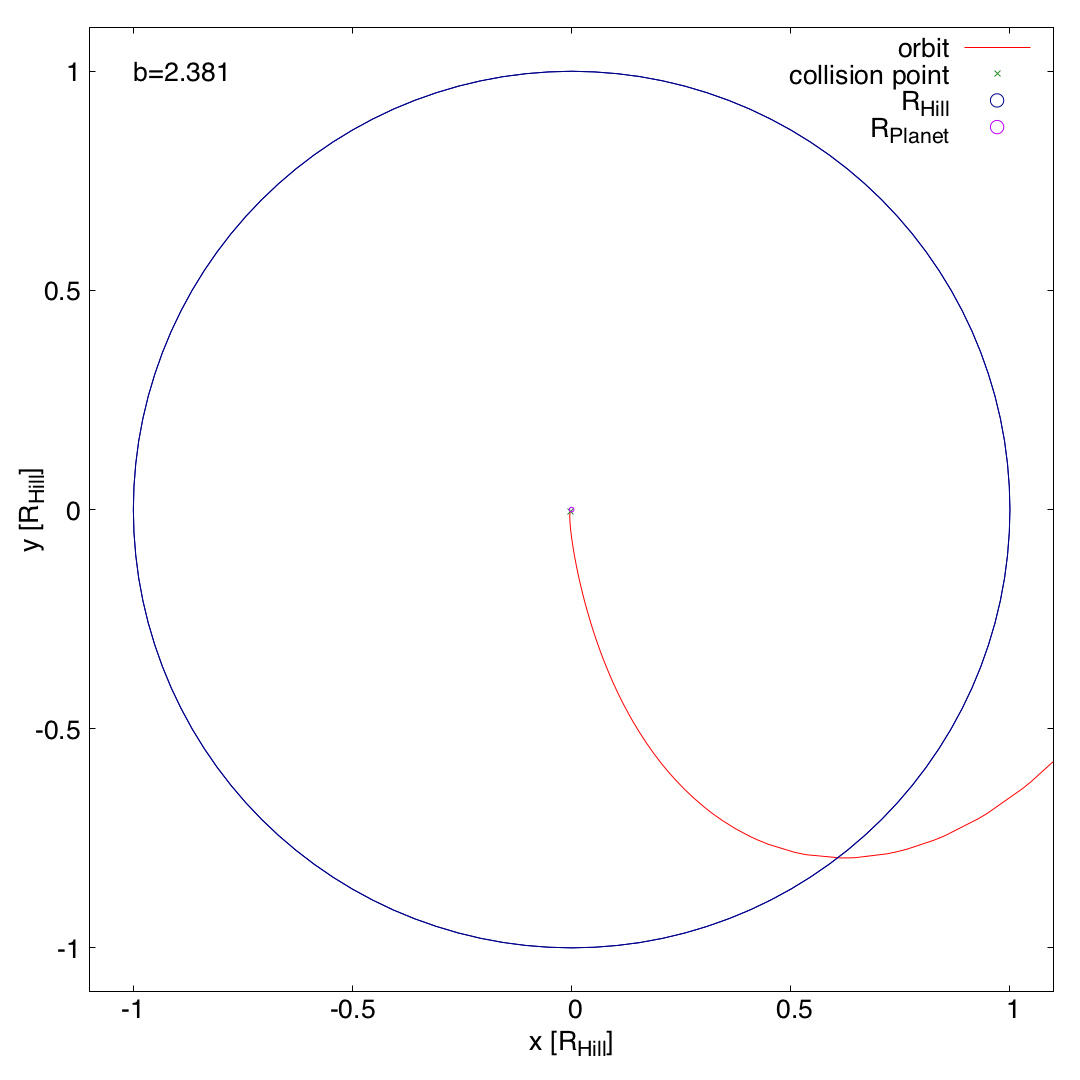 b=2.381
orbit
collision point
R_Hill
R_Planet
1
0.5
0
-0.5
-1
y [R_Hill]
-1
-0.5
0
0.5
1
x [R_Hill]